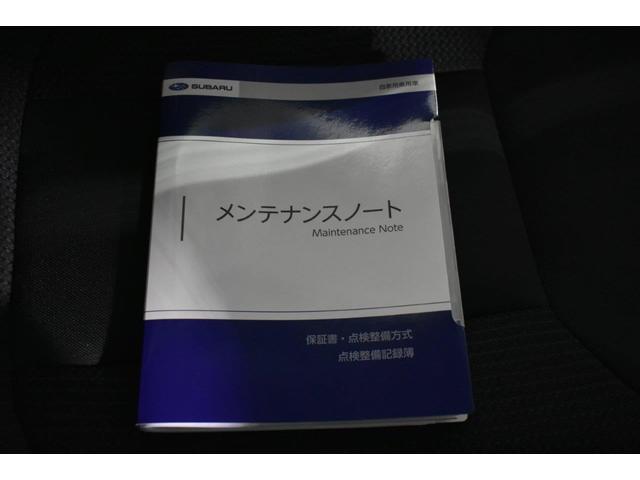 SUBARU
自家用乗用車
メンテナンスノート
Maintenance Note
保証書・点検整備方式
点検整備記録簿